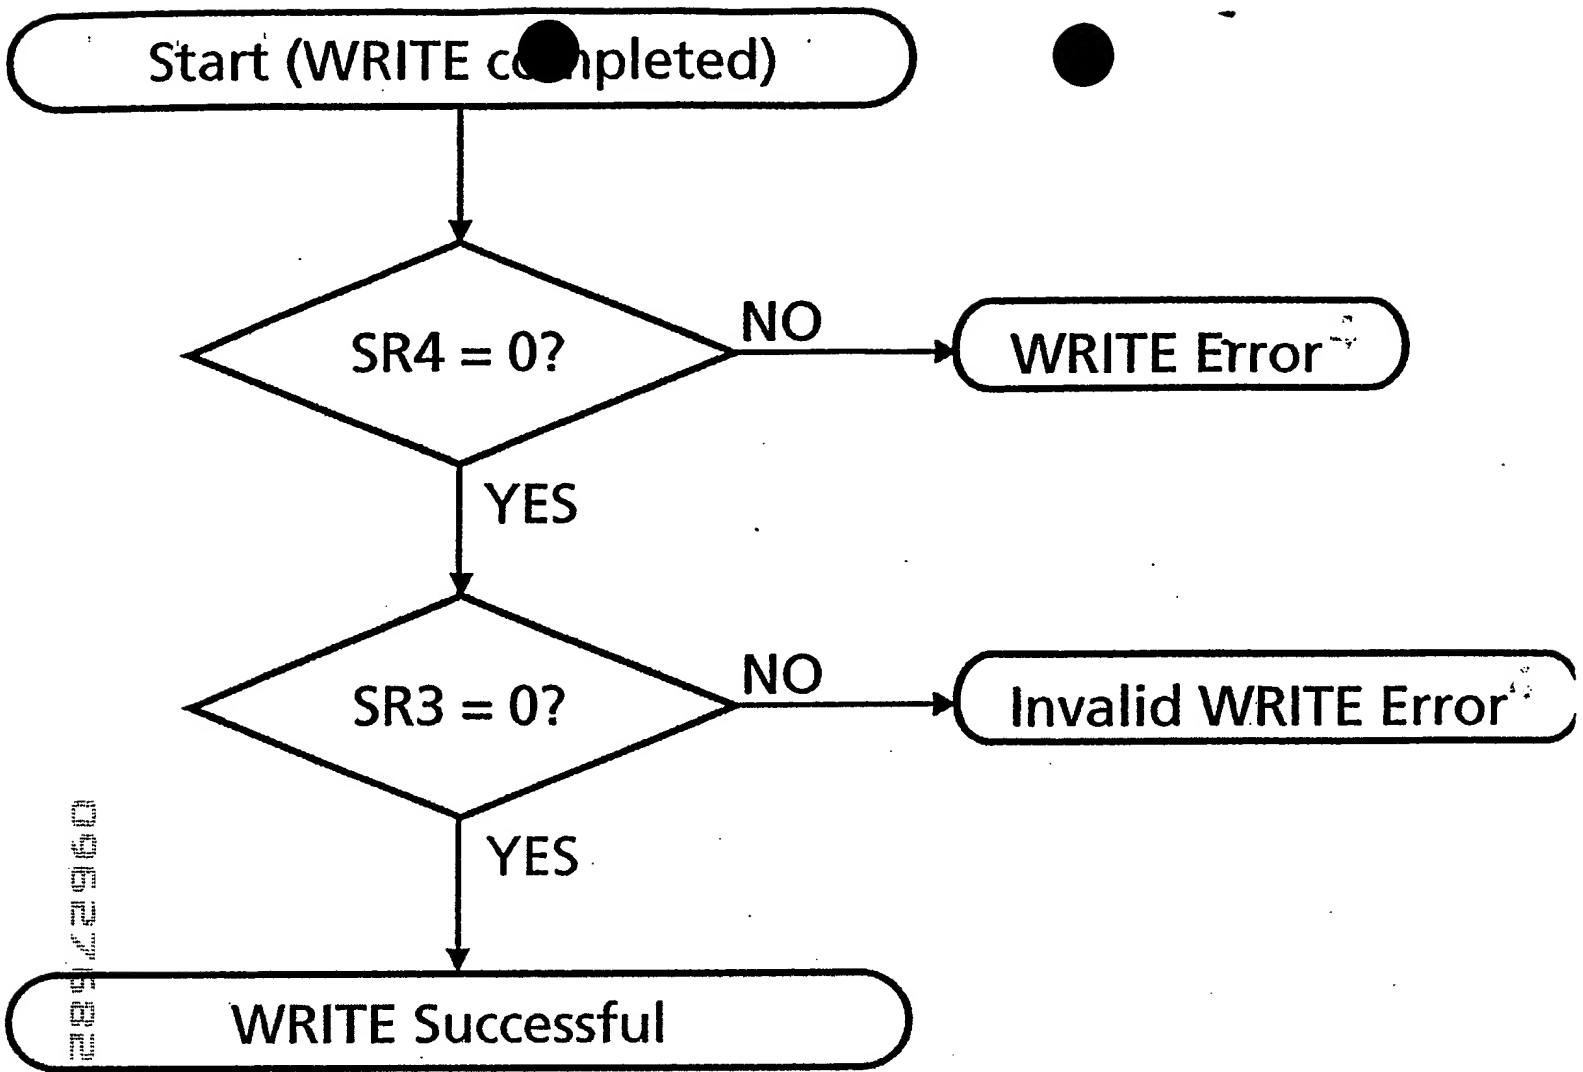 Start (WRITE completed)
SR4 = 0?
NO
WRITE Error
YES
SR3 = 0?
NO
Invalid WRITE Error
YES
WRITE Successful